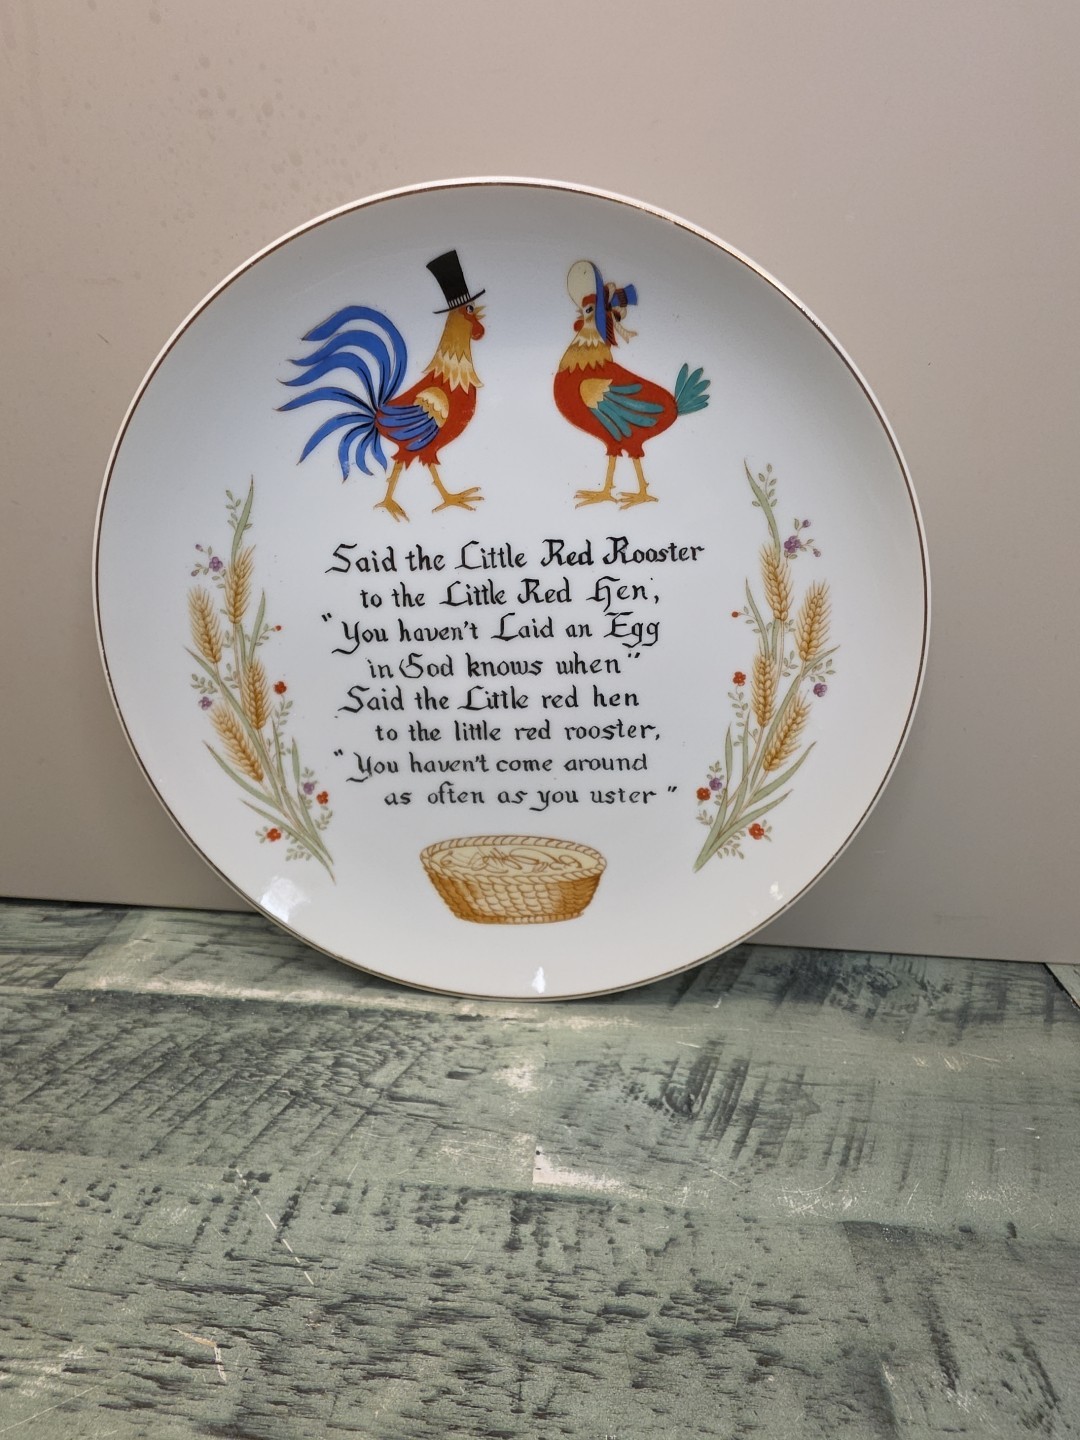 Said the Little Red Rooster
to the Little Red Hen;
"You haven't Laid an Egg
in God knows when"
Said the Little red hen
to the little red rooster,
"You haven't come around
as often as you uster"